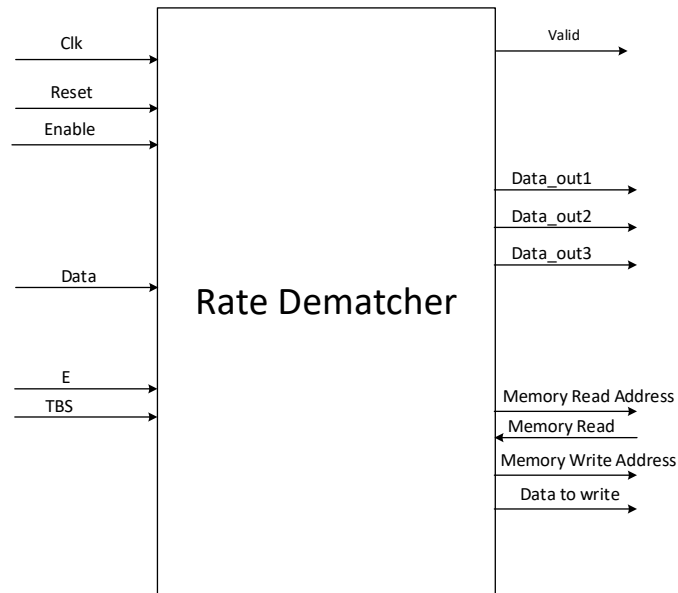 Clk
Valid
Reset
Enable
Data_out1
Data_out2
Data_out3
Data
Rate Dematcher
E
TBS
Memory Read Address
Memory Read
Memory Write Address
Data to write